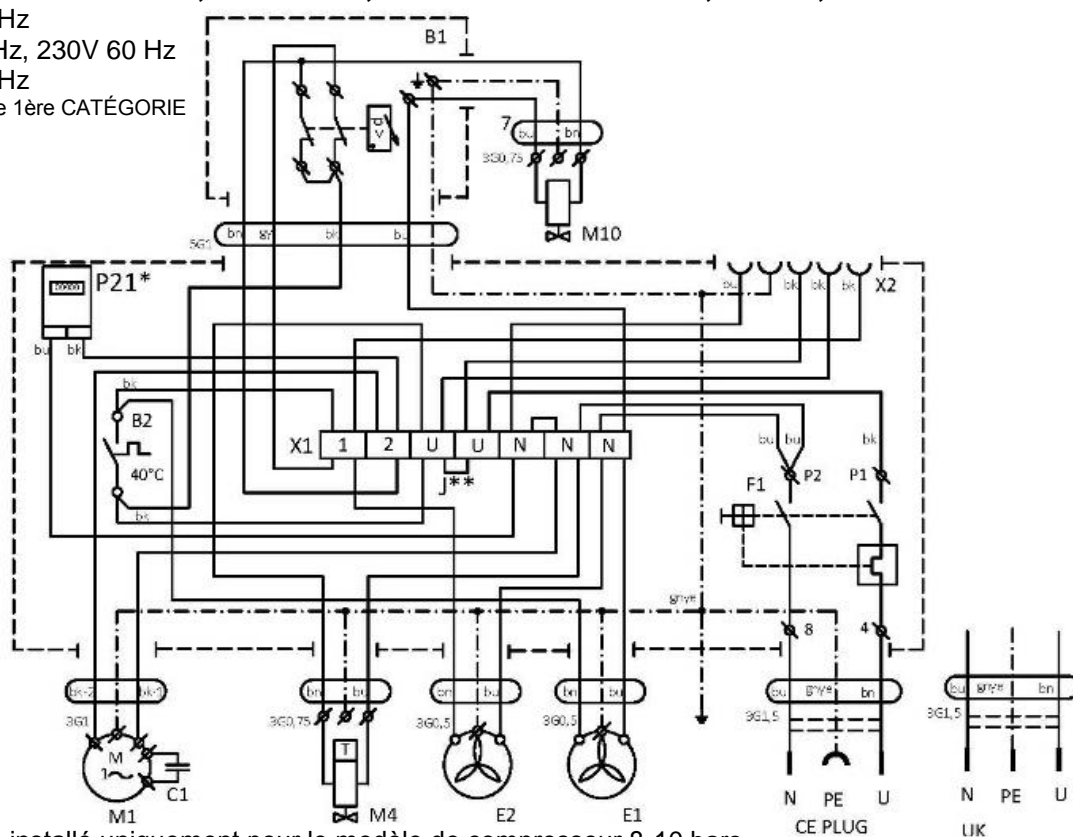 Hz
Hz, 230V 60 Hz
Hz
e 1ère CATÉGORIE
B1
p
7
bu bn
3G0,75
M10
5G1
bn gy bk bu
P21*
00000
bu bk
bu bk bk bk
X2
bk
B2
40°C
bk
X1 1 2 U U N N N
J**
bu bu bk
P2 P1
F1
gnye
8 4
bk-2 bk-1
bn bu
bn bu
bn bu
bu gnye bn
bu gnye bn
3G1
3G0,75
3G0,5
3G0,5
3G1,5
3G1,5
M
1~
C1
M1
T
M4
E2
E1
N PE U
CE PLUG
N PE U
UK
installé uniquement pour le modèle de compresseur 8-10 bars